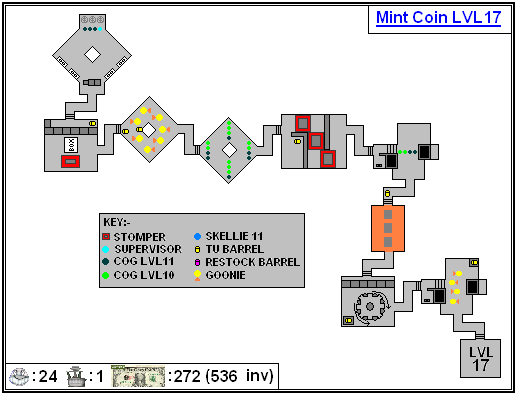 Mint Coin LVL17
BOX
KEY:-
STOMPER
SUPERVISOR
COG LVL11
COG LVL10
SKELLIE 11
TU BARREL
RESTOCK BARREL
GOONIE
LVL
17
:24
:1
:272 (536 inv)